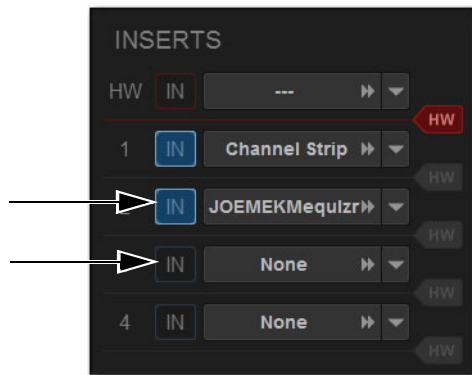 INSERTS
HW IN ---
HW
1 IN Channel Strip
HW
IN JOEMEKMequlzr
HW
IN None
HW
4 IN None
HW